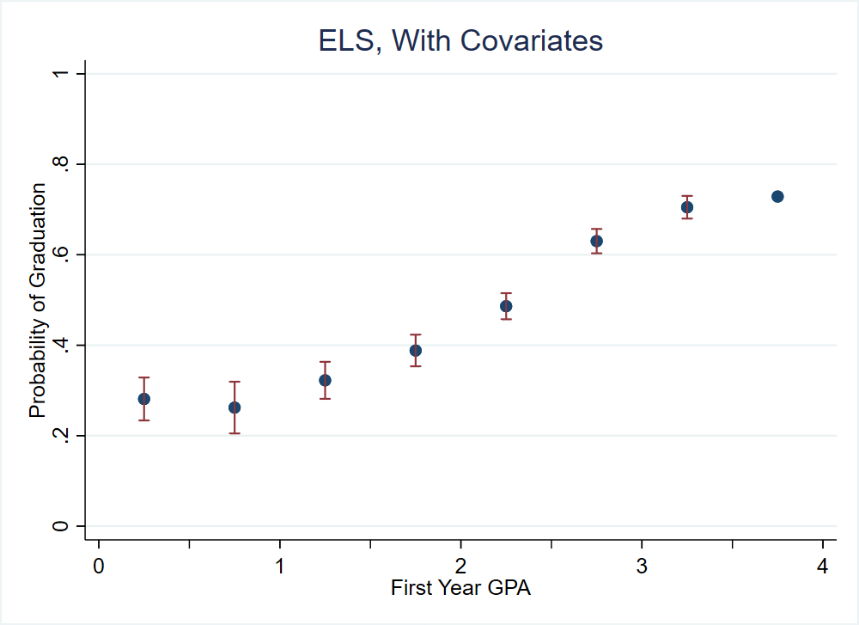 ELS, With Covariates
Probability of Graduation
1
.8
.6
.4
.2
0
0 1 2 3 4
First Year GPA